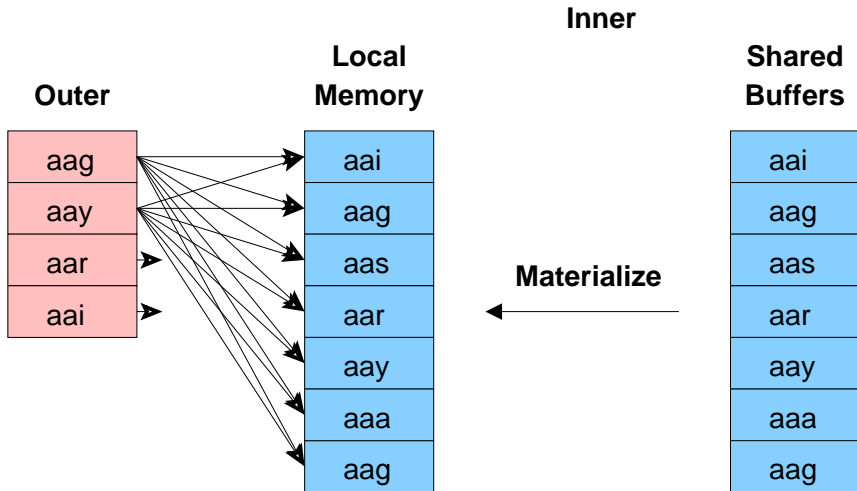 Inner
Outer
Local
Memory
Shared
Buffers
aag
aay
aar
aai
aai
aag
aas
aar
aay
aaa
aag
Materialize
aai
aag
aas
aar
aay
aaa
aag